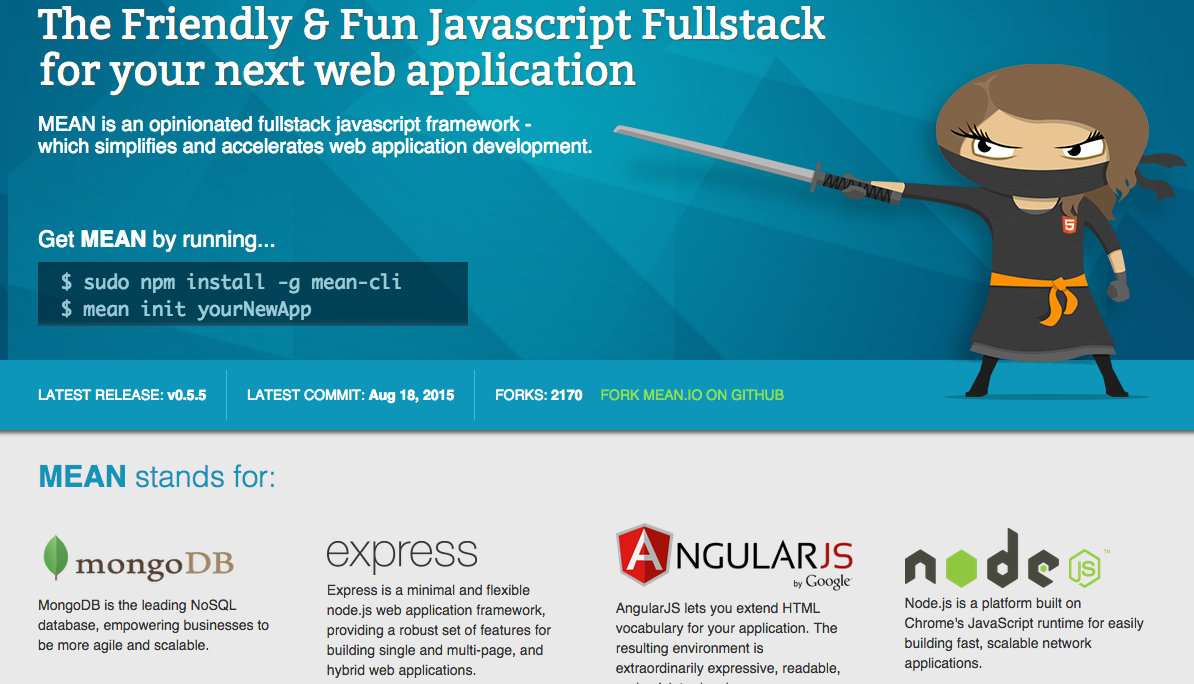 The Friendly & Fun Javascript Fullstack
for your next web application
MEAN is an opinionated fullstack javascript framework -
which simplifies and accelerates web application development.
Get MEAN by running...
$ sudo npm install -g mean-cli
$ mean init yourNewApp
5
LATEST RELEASE: v0.5.5
LATEST COMMIT: Aug 18, 2015
FORKS: 2170
FORK MEAN.IO ON GITHUB
MEAN stands for:
mongoDB
MongoDB is the leading NoSQL
database, empowering businesses to
be more agile and scalable.
express
Express is a minimal and flexible
node.js web application framework,
providing a robust set of features for
building single and multi-page, and
hybrid web applications.
ANGULARJS
by Google
AngularJS lets you extend HTML
vocabulary for your application. The
resulting environment is
extraordinarily expressive, readable,
node JS ™
Node.js is a platform built on
Chrome's JavaScript runtime for easily
building fast, scalable network
applications.